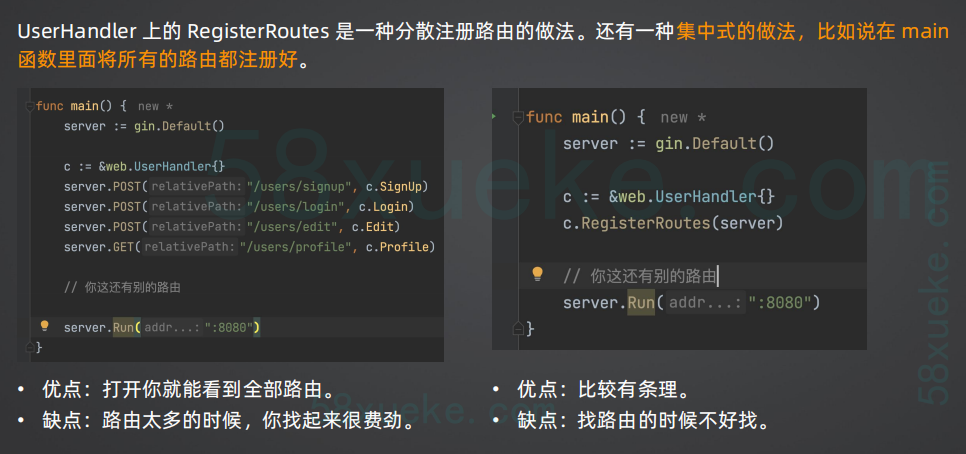 UserHandler 上的 RegisterRoutes 是一种分散注册路由的做法。还有一种集中式的做法，比如说在 main
函数里面将所有的路由都注册好。
func main() { new *
server := gin.Default()
c := &web.UserHandler{}
server.POST( relativePath: "/users/signup", c.SignUp)
server.POST( relativePath: "/users/login", c.Login)
server.POST( relativePath: "/users/edit", c.Edit)
server.GET( relativePath: "/users/profile", c.Profile)
// 你这还有别的路由
server.Run( addr...: ":8080")
}
• 优点：打开你就能看到全部路由。
• 缺点：路由太多的时候，你找起来很费劲。
func main() { new *
server := gin.Default()
c := &web.UserHandler{}
c.RegisterRoutes(server)
// 你这还有别的路由
server.Run( addr...: ":8080")
}
• 优点：比较有条理。
• 缺点：找路由的时候不好找。
58xueke.com
58xueke.com
58xueke.com